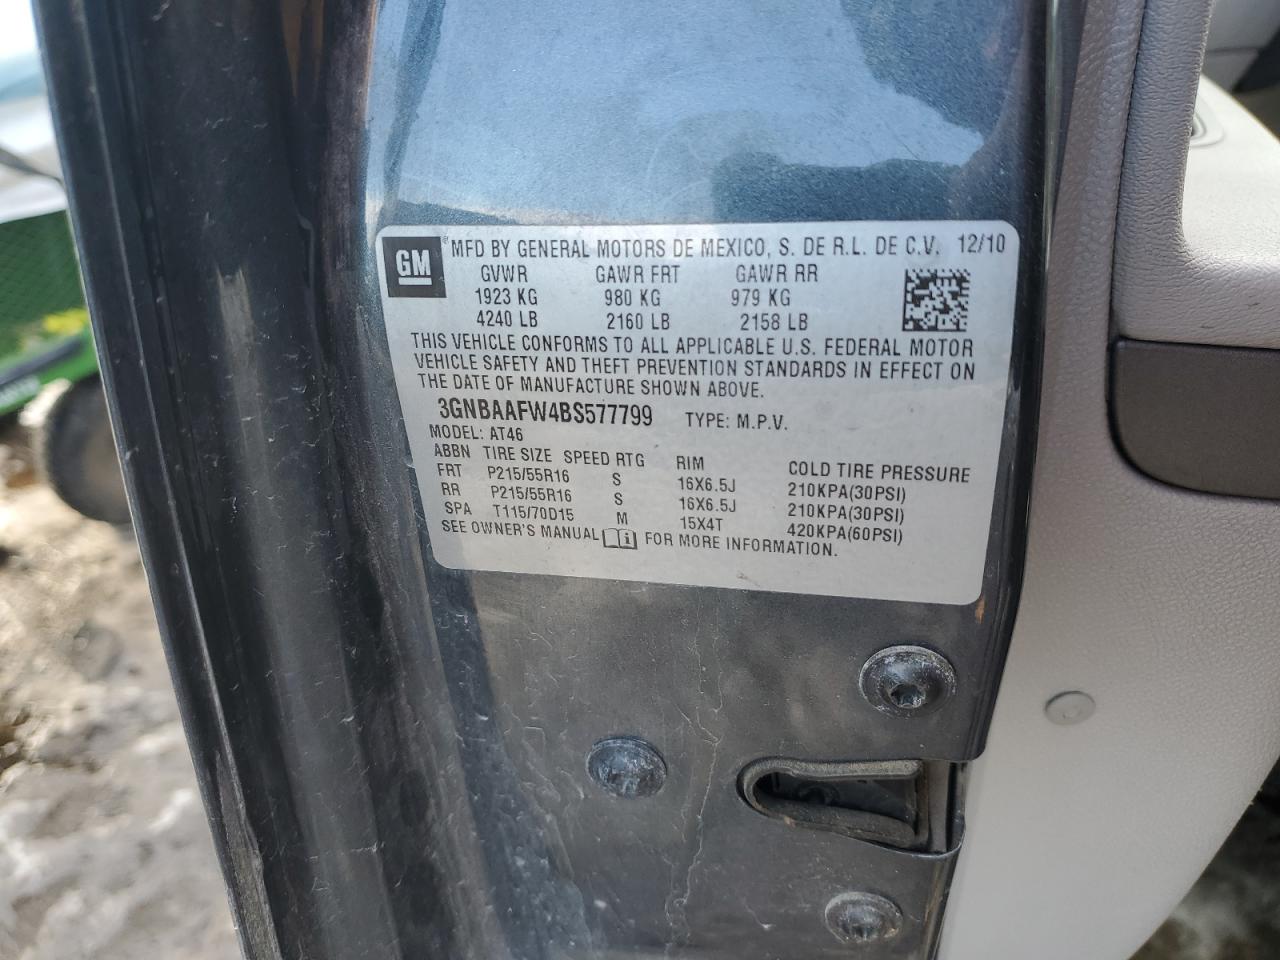 GM ® MFD BY GENERAL MOTORS DE MEXICO, S. DE R.L. DE C.V. 12/10
GVWR GAWR FRT GAWR RR
1923 KG 980 KG 979 KG
4240 LB 2160 LB 2158 LB
THIS VEHICLE CONFORMS TO ALL APPLICABLE U.S. FEDERAL MOTOR
VEHICLE SAFETY AND THEFT PREVENTION STANDARDS IN EFFECT ON
THE DATE OF MANUFACTURE SHOWN ABOVE.
3GNBAAFW4BS577799 TYPE: M.P.V.
MODEL: AT46
ABBN TIRE SIZE SPEED RTG RIM COLD TIRE PRESSURE
FRT P215/55R16 S 16X6.5J 210KPA(30PSI)
RR P215/55R16 S 16X6.5J 210KPA(30PSI)
SPA T115/70D15 M 15X4T 420KPA(60PSI)
SEE OWNER'S MANUAL FOR MORE INFORMATION.